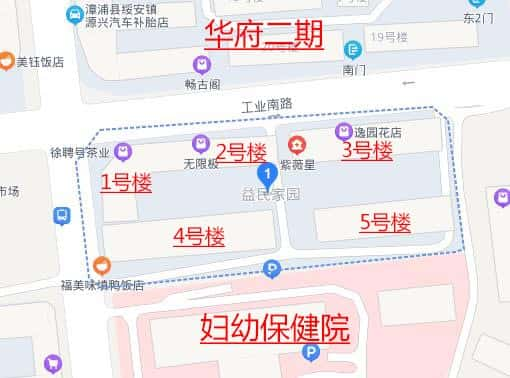 漳浦县绥安镇
源兴汽车补胎店
华府二期
东2门
19号楼
美钰饭店
南门
畅古阁
工业南路
徐聘号茶业
无限极
2号楼
紫薇星
逸园花店
3号楼
1号楼
1
益民家园
市场
4号楼
5号楼
P
福美味填鸭饭店
妇幼保健院
P